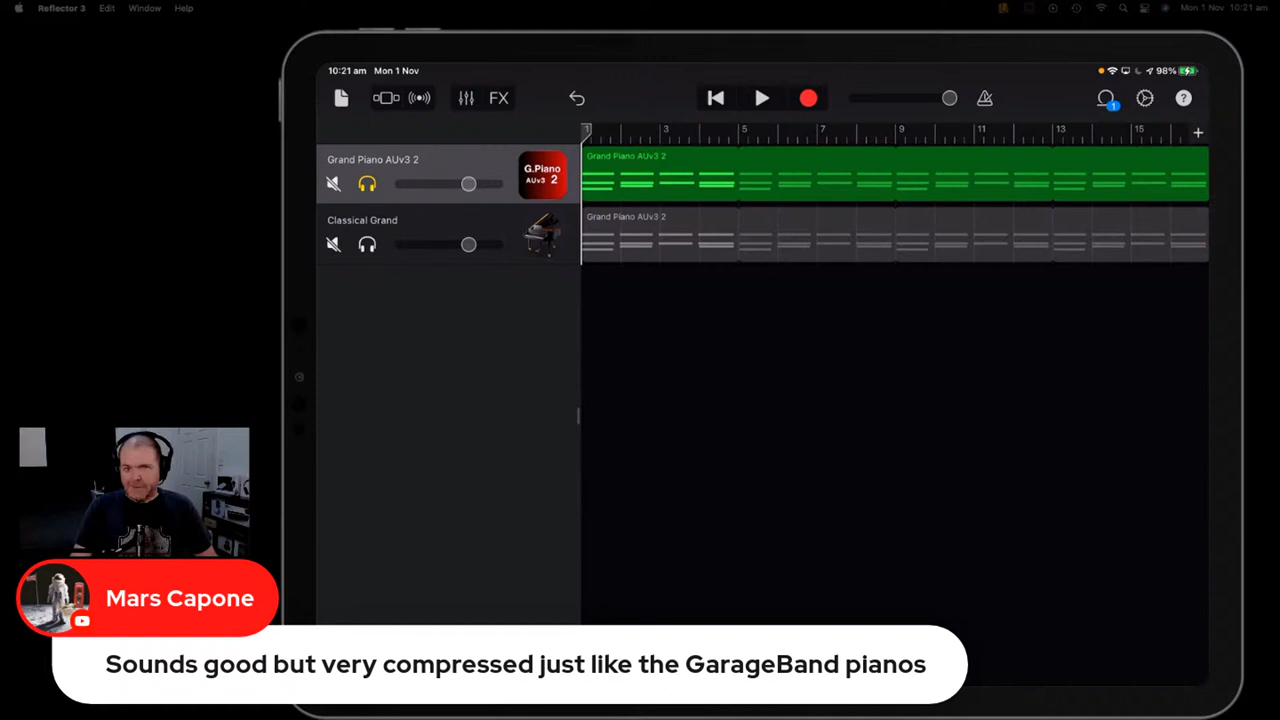 Reflector 3 Edit Window Help
Mon 1 Nov 10:21 am
10:21 am Mon 1 Nov
98%
FX
1
?
1 3 5 7 9 11 13 15 +
Grand Piano AUv3 2
G.Piano
AUv3 2
Grand Piano AUv3 2
Classical Grand
Grand Piano AUv3 2
Mars Capone
Sounds good but very compressed just like the GarageBand pianos